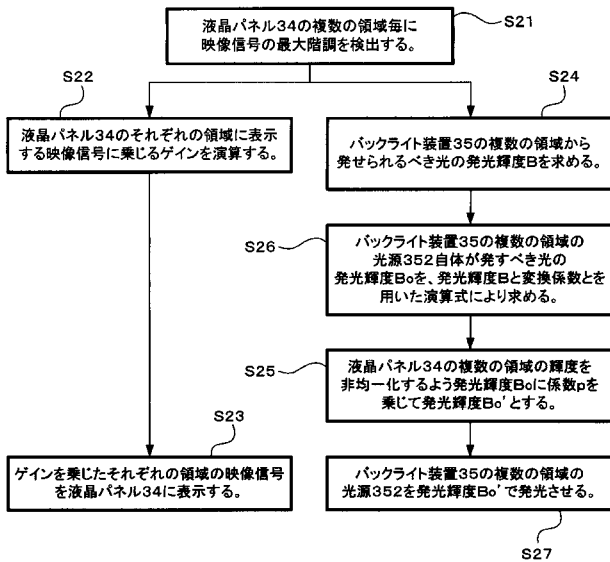 S21
液晶パネル34の複数の領域毎に
映像信号の最大階調を検出する。
S22
液晶パネル34のそれぞれの領域に表示
する映像信号に乗じるゲインを演算する。
S24
バックライト装置35の複数の領域から
発せられるべき光の発光輝度Bを求める。
S26
バックライト装置35の複数の領域の
光源352自体が発すべき光の
発光輝度Boを、発光輝度Bと変換係数とを
用いた演算式により求める。
S25
液晶パネル34の複数の領域の輝度を
非均一化するよう発光輝度Boに係数pを
乗じて発光輝度Bo'とする。
S23
ゲインを乗じたそれぞれの領域の映像信号
を液晶パネル34に表示する。
バックライト装置35の複数の領域の
光源352を発光輝度Bo'で発光させる。
S27